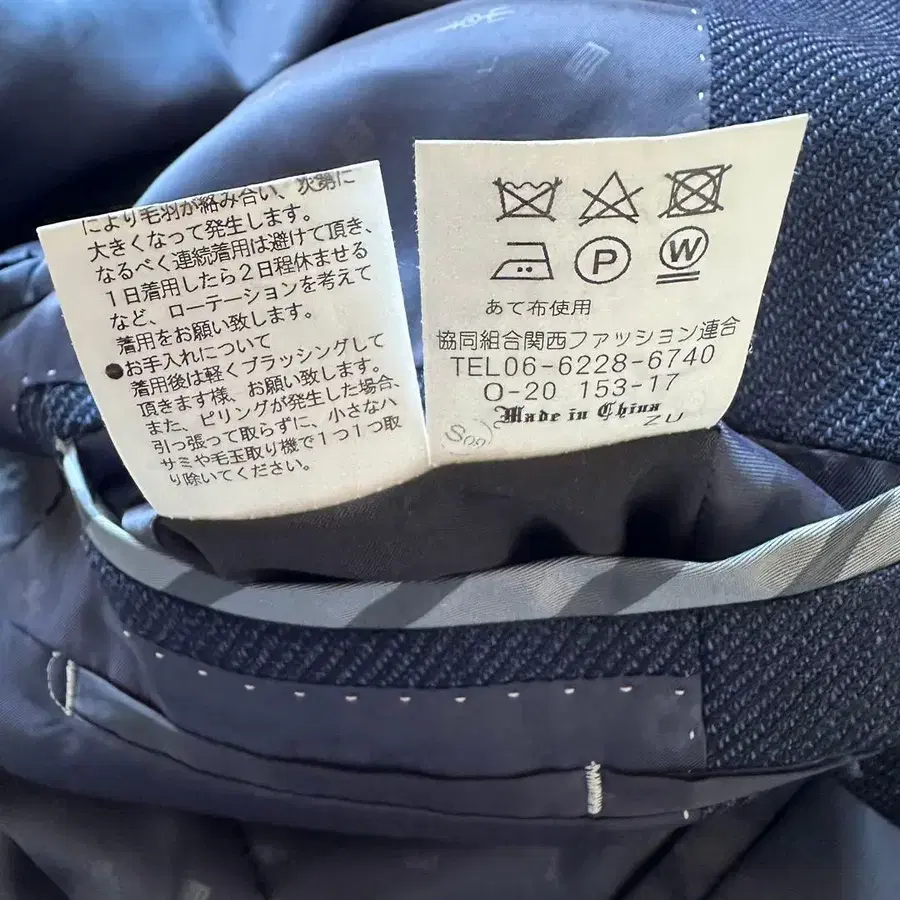 により毛羽が絡み合い、次第に
大きくなって発生します。
なるべく連続着用は避けて頂き、
1日着用したら2日程休ませる
など、ローテーションを考えて
着用をお願い致します。
●お手入れについて
着用後は軽くブラッシングして
頂きます様、お願い致します。
また、ピリングが発生した場合、
引っ張って取らずに、小さなハ
サミや毛玉取り機で1つ1つ取
り除いてください。
P
W
あて布使用
協同組合関西ファッション連合
TEL06-6228-6740
O-20 153-17
Made in China
ZU